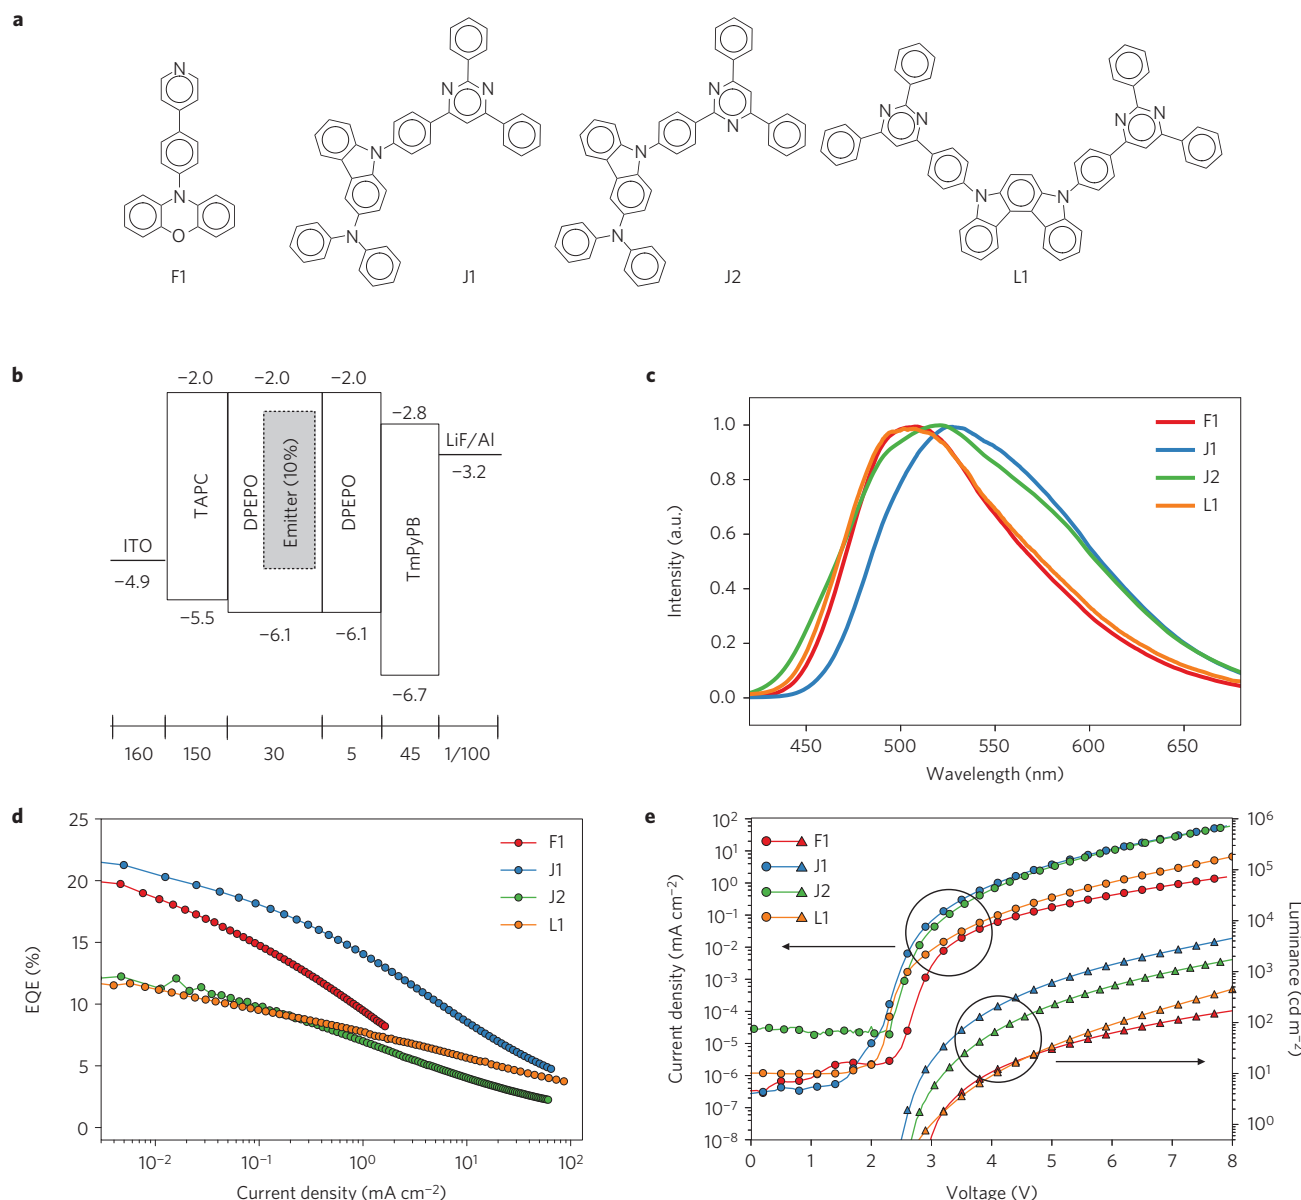 a
N
N
O
F1
N
N
N
N
J1
N
N
N
N
J2
N
N
N
N
N
N
L1
b
−2.0
−2.0
−2.0
−2.8
LiF/Al
−3.2
TAPC
DPEPO
Emitter (10%)
DPEPO
TmPyPB
ITO
−4.9
−5.5
−6.1
−6.1
−6.7
160
150
30
5
45
1/100
c
1.0
0.8
0.6
0.4
0.2
0.0
Intensity (a.u.)
F1
J1
J2
L1
450
500
550
600
650
Wavelength (nm)
d
25
20
15
10
5
0
EQE (%)
F1
J1
J2
L1
10⁻²
10⁻¹
10⁰
10¹
10²
Current density (mA cm⁻²)
e
10²
10¹
10⁰
10⁻¹
10⁻²
10⁻³
10⁻⁴
10⁻⁵
10⁻⁶
10⁻⁷
10⁻⁸
Current density (mA cm⁻²)
F1
J1
J2
L1
10⁶
10⁵
10⁴
10³
10²
10¹
10⁰
Luminance (cd m⁻²)
0
1
2
3
4
5
6
7
8
Voltage (V)